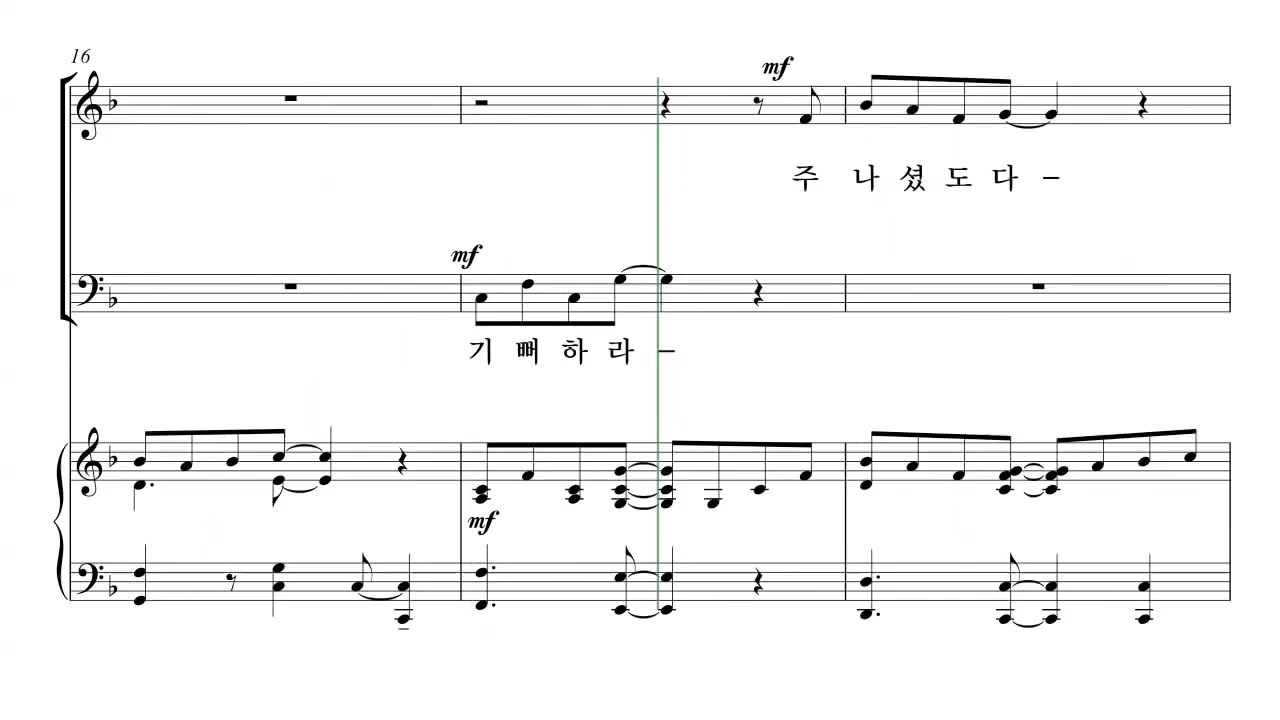 16
mf
주 나 셨 도 다 -
mf
기 뻐 하 라 -
mf